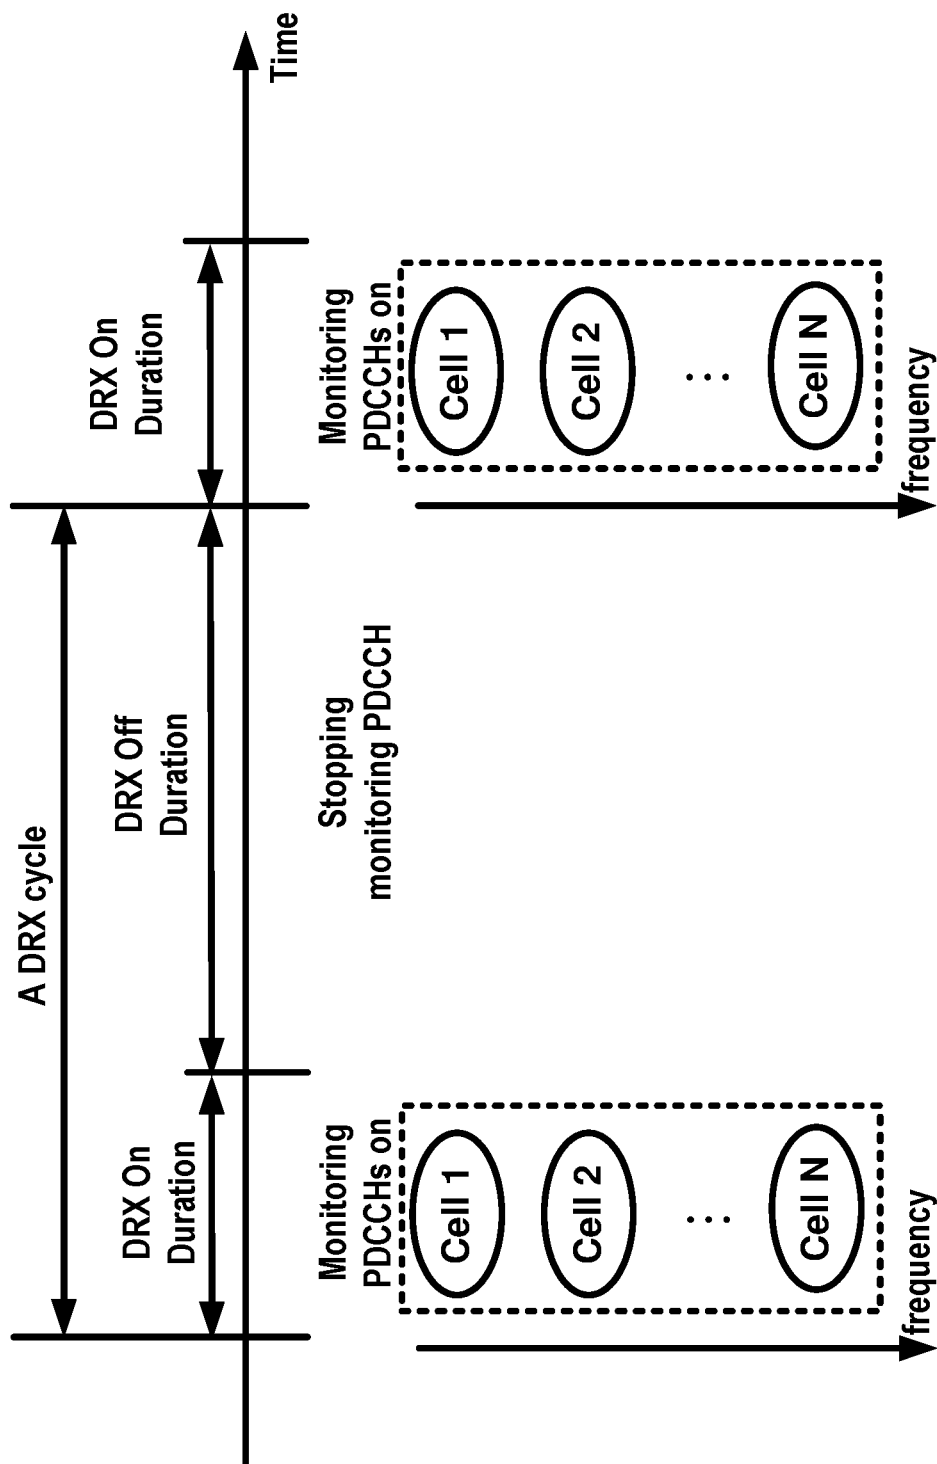 A DRX cycle
DRX On
Duration
DRX Off
Duration
DRX On
Duration
Time
Monitoring
PDCCHs on
Stopping
monitoring PDCCH
Monitoring
PDCCHs on
Cell 1
Cell 2
...
Cell N
frequency
Cell 1
Cell 2
...
Cell N
frequency